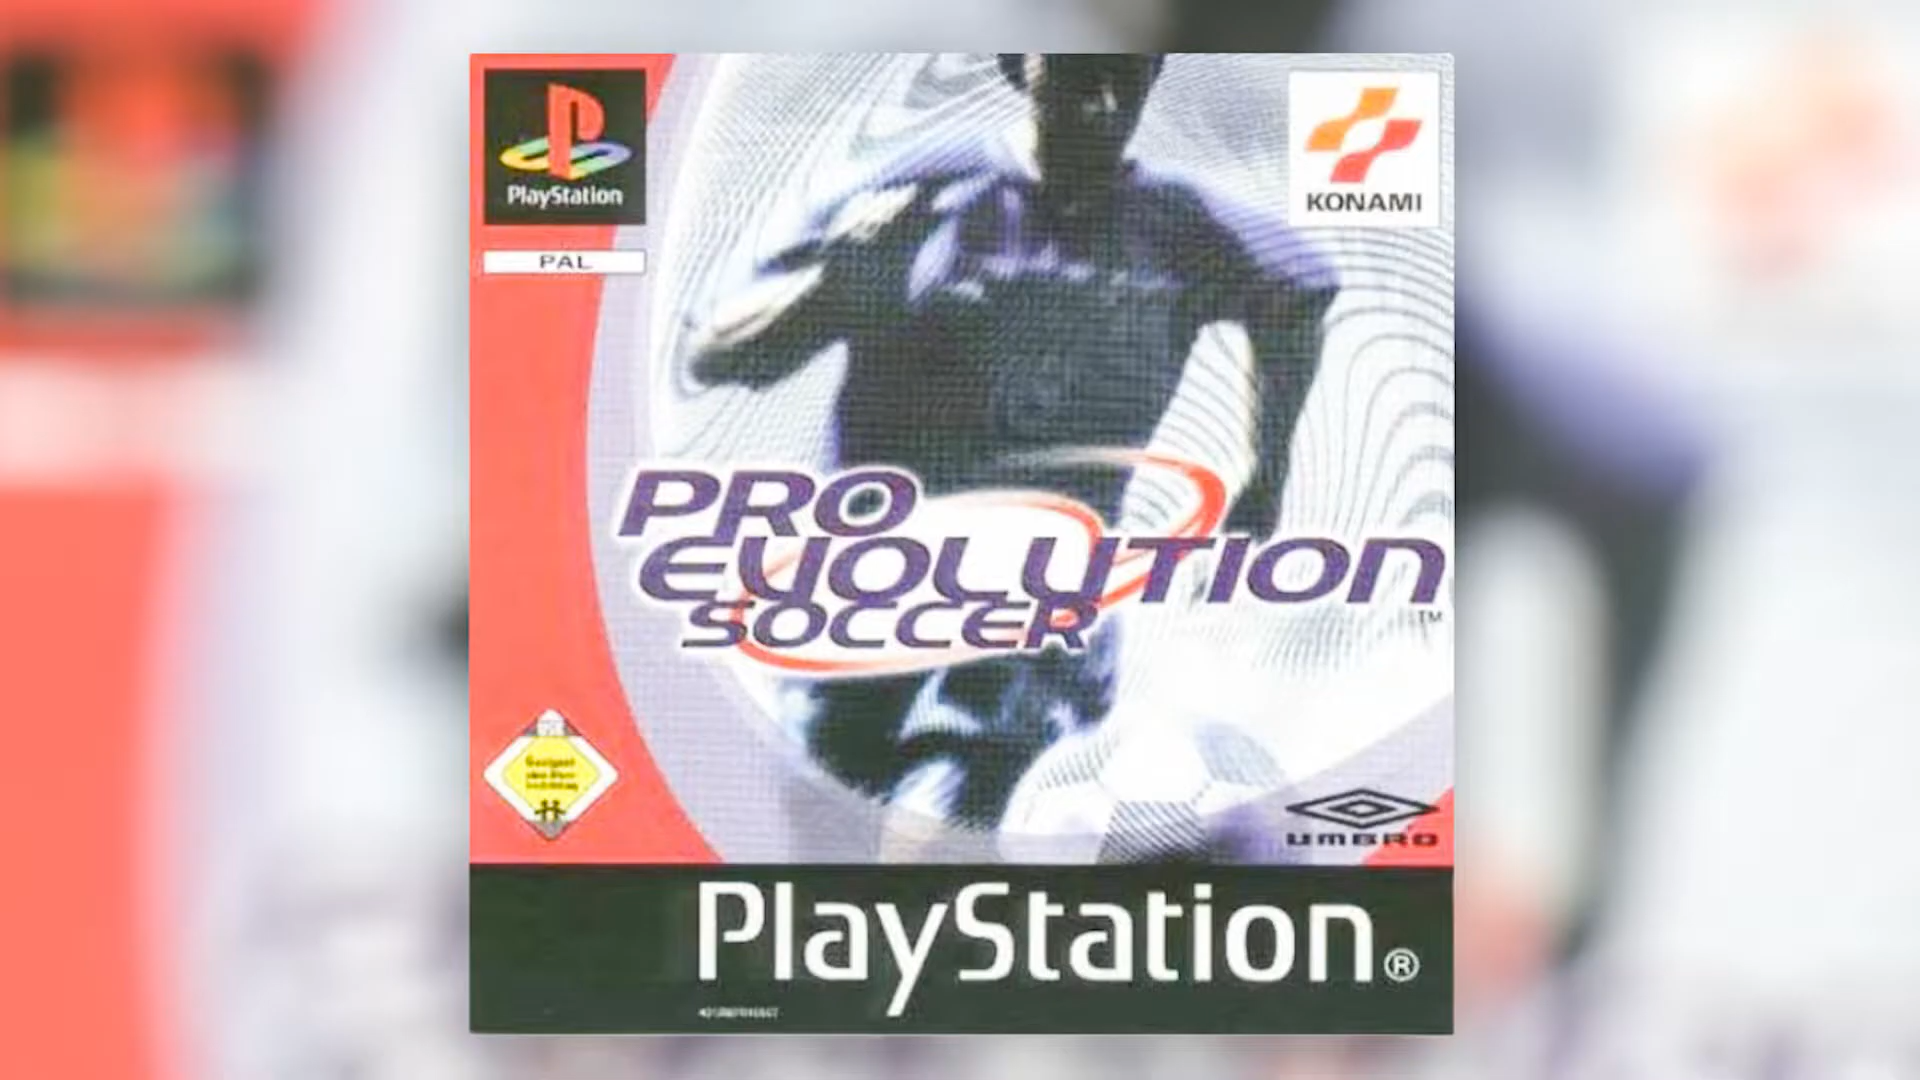 PlayStation
KONAMI
PAL
PRO
EVOLUTION
SOCCER
TM
UMBRO
PlayStation®